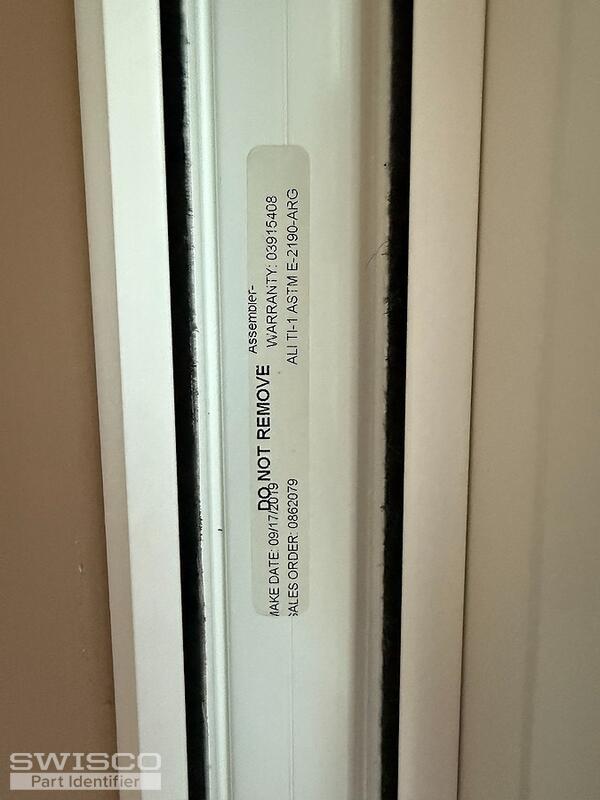 Assembler-
DO NOT REMOVE
WARRANTY: 03915408
MAKE DATE: 09/17/2019
ALI TI-1 ASTM E-2190-ARG
SALES ORDER: 0862079
SWISCO
Part Identifier